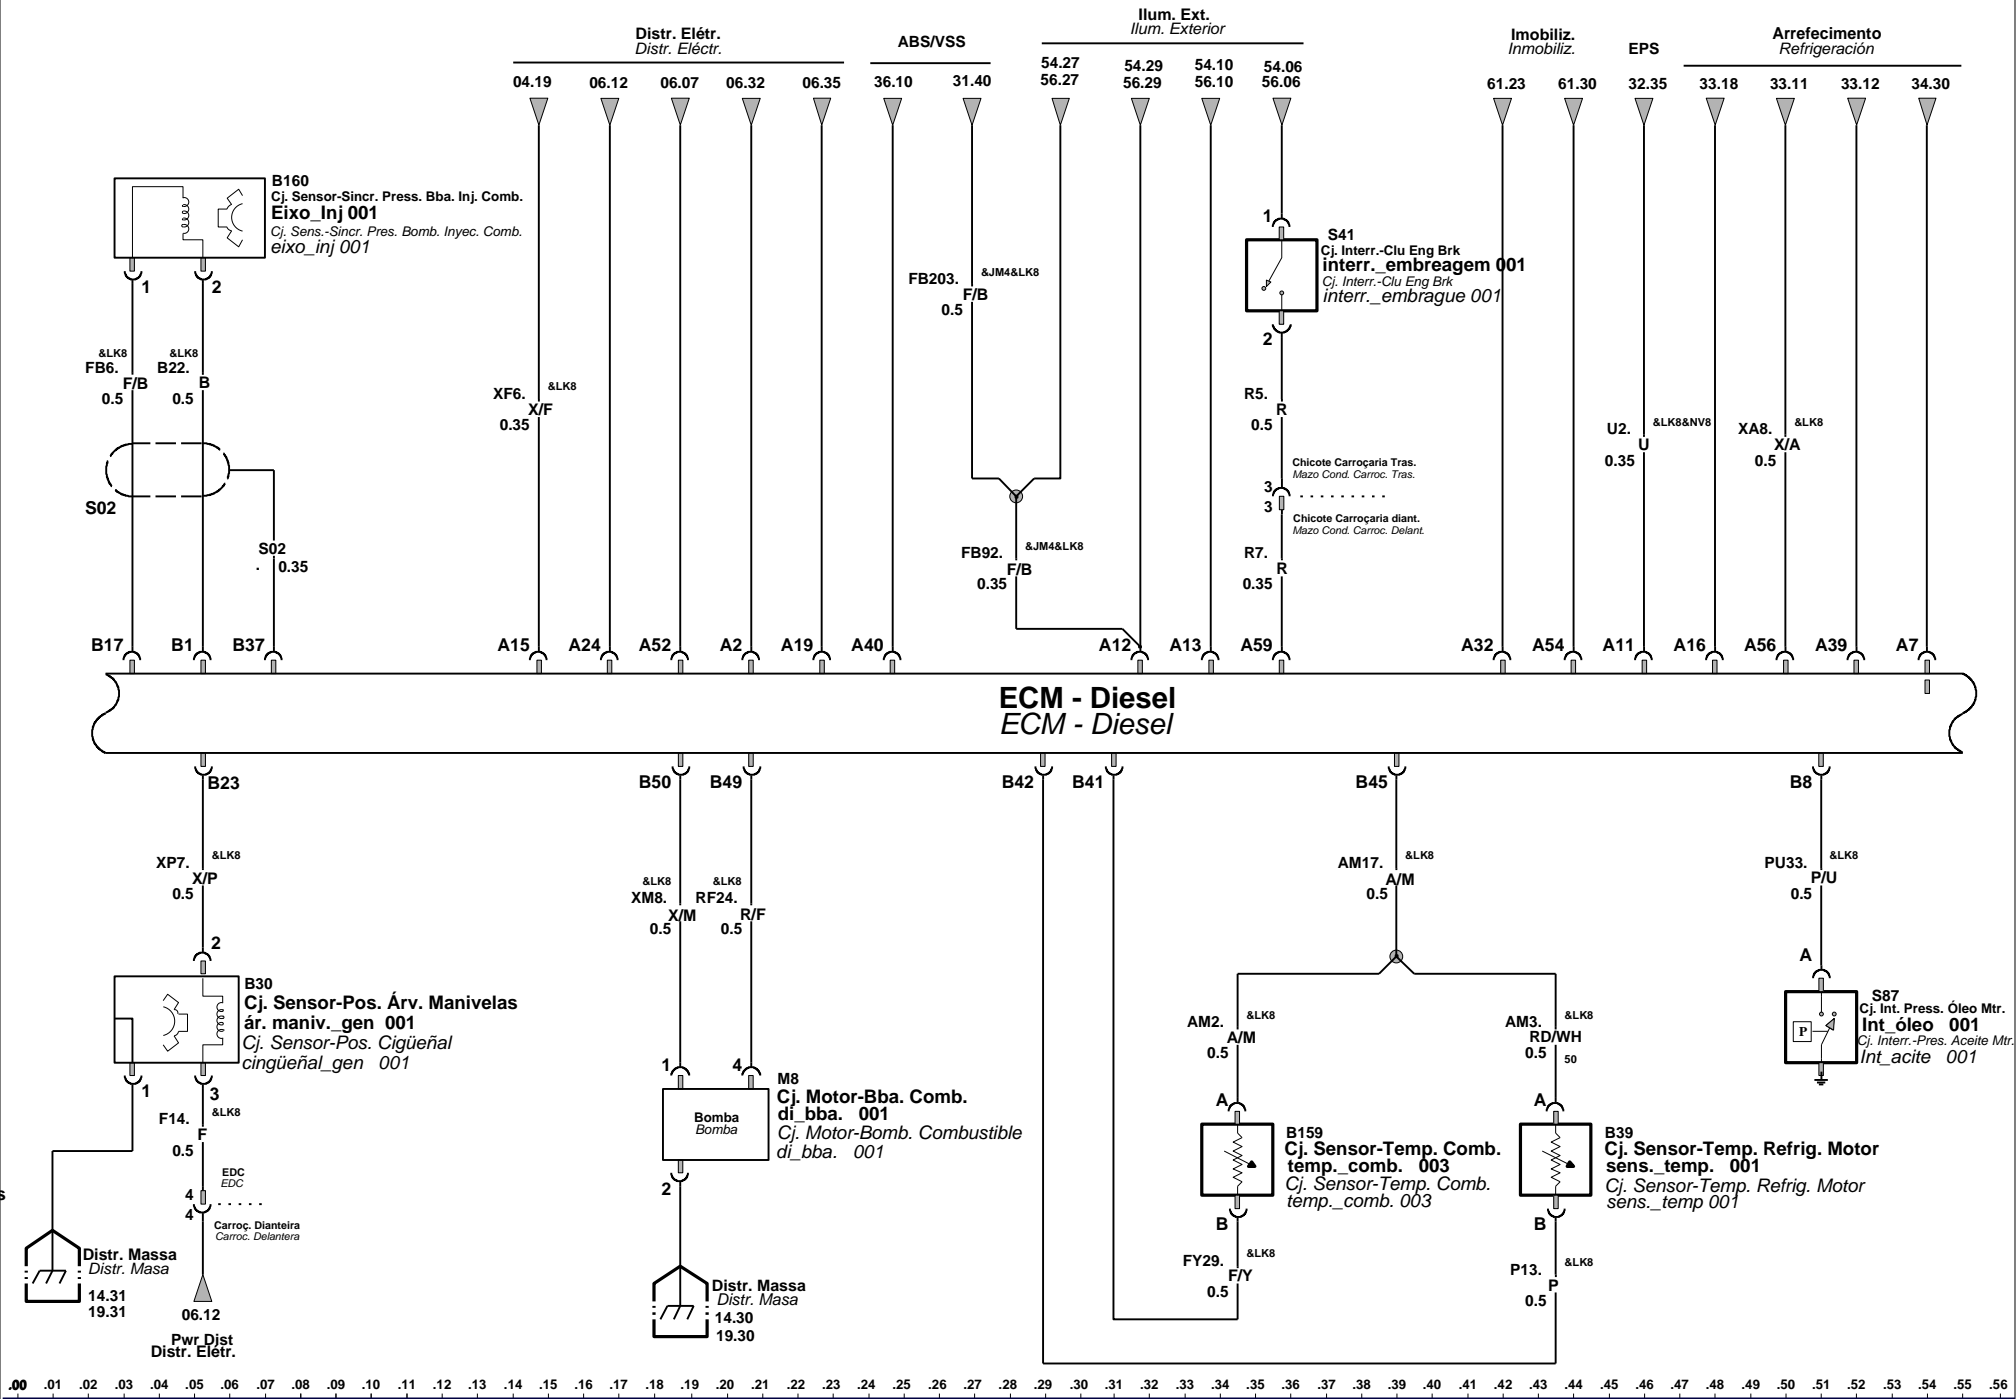 Distr. Elétr.
Distr. Eléctr.
ABS/VSS
Ilum. Ext.
Ilum. Exterior
Imobiliz.
Inmobiliz.
EPS
Arrefecimento
Refrigeración
04.19 06.12 06.07 06.32 06.35 36.10 31.40
54.27 54.29 54.10 54.06
56.27 56.29 56.10 56.06
61.23 61.30 32.35 33.18 33.11 33.12 34.30
B160
Cj. Sensor-Sincr. Press. Bba. Inj. Comb.
Eixo_Inj 001
Cj. Sens.-Sincr. Pres. Bomb. Inyec. Comb.
eixo_inj 001
1 2
&LK8
FB6. F/B
0.5
&LK8
B22. B
0.5
S02
S02
. 0.35
XF6. &LK8
X/F
0.35
FB203. &JM4&LK8
F/B
0.5
FB92. &JM4&LK8
F/B
0.35
1
S41
Cj. Interr.-Clu Eng Brk
interr._embreagem 001
Cj. Interr.-Clu Eng Brk
interr._embrague 001
2
R5.
R
0.5
Chicote Carroçaria Tras.
Mazo Cond. Carroc. Tras.
3
3
Chicote Carroçaria diant.
Mazo Cond. Carroc. Delant.
R7.
R
0.35
U2. &LK8&NV8
U
0.35
XA8. &LK8
X/A
0.5
B17 B1 B37 A15 A24 A52 A2 A19 A40 A12 A13 A59 A32 A54 A11 A16 A56 A39 A7
ECM - Diesel
ECM - Diesel
B23 B50 B49 B42 B41 B45 B8
XP7. &LK8
X/P
0.5
2
B30
Cj. Sensor-Pos. Árv. Manivelas
ár. maniv._gen 001
Cj. Sensor-Pos. Cigüeñal
cingüeñal_gen 001
1 3
F14. &LK8
F
0.5
EDC
EDC
4
4
Carroç. Dianteira
Carroc. Delantera
s
Distr. Massa
Distr. Masa
14.31
19.31
06.12
Pwr Dist
Distr. Elétr.
&LK8
XM8. X/M
0.5
&LK8
RF24. R/F
0.5
1 4
M8
Cj. Motor-Bba. Comb.
di_bba. 001
Cj. Motor-Bomb. Combustible
di_bba. 001
Bomba
Bomba
2
Distr. Massa
Distr. Masa
14.30
19.30
AM17. &LK8
A/M
0.5
AM2. &LK8
A/M
0.5
AM3. &LK8
RD/WH
0.5 50
A
B159
Cj. Sensor-Temp. Comb.
temp._comb. 003
Cj. Sensor-Temp. Comb.
temp._comb. 003
B
FY29. &LK8
F/Y
0.5
A
B39
Cj. Sensor-Temp. Refrig. Motor
sens._temp. 001
Cj. Sensor-Temp. Refrig. Motor
sens._temp 001
B
P13. &LK8
P
0.5
PU33. &LK8
P/U
0.5
A
P
S87
Cj. Int. Press. Óleo Mtr.
Int_óleo 001
Cj. Interr.-Pres. Aceite Mtr.
Int_acite 001
.00 .01 .02 .03 .04 .05 .06 .07 .08 .09 .10 .11 .12 .13 .14 .15 .16 .17 .18 .19 .20 .21 .22 .23 .24 .25 .26 .27 .28 .29 .30 .31 .32 .33 .34 .35 .36 .37 .38 .39 .40 .41 .42 .43 .44 .45 .46 .47 .48 .49 .50 .51 .52 .53 .54 .55 .56